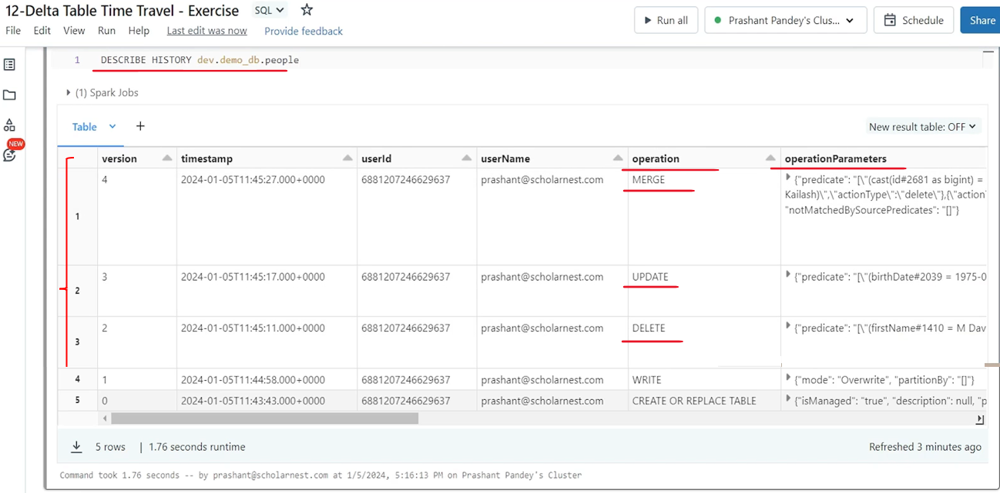 12-Delta Table Time Travel - Exercise SQL
File Edit View Run Help Last edit was now Provide feedback
Run all
Prashant Pandey's Clus...
Schedule
Share
1 DESCRIBE HISTORY dev.demo_db.people
(1) Spark Jobs
Table +
New result table: OFF
NEW
version timestamp userId userName operation operationParameters
1 4 2024-01-05T11:45:27.000+0000 6881207246629637 prashant@scholarnest.com MERGE {"predicate": "[\"(cast(id#2681 as bigint) =
Kailash)\",\"actionType\":\"delete\"},{\"action
"notMatchedBySourcePredicates": "[]"}
2 3 2024-01-05T11:45:17.000+0000 6881207246629637 prashant@scholarnest.com UPDATE {"predicate": "[\"(birthDate#2039 = 1975-0
3 2 2024-01-05T11:45:11.000+0000 6881207246629637 prashant@scholarnest.com DELETE {"predicate": "[\"(firstName#1410 = M Dav
4 1 2024-01-05T11:44:58.000+0000 6881207246629637 prashant@scholarnest.com WRITE {"mode": "Overwrite", "partitionBy": "[]"}
5 0 2024-01-05T11:43:43.000+0000 6881207246629637 prashant@scholarnest.com CREATE OR REPLACE TABLE {"isManaged": "true", "description": null, "p
5 rows | 1.76 seconds runtime
Refreshed 3 minutes ago
Command took 1.76 seconds -- by prashant@scholarnest.com at 1/5/2024, 5:16:13 PM on Prashant Pandey's Cluster